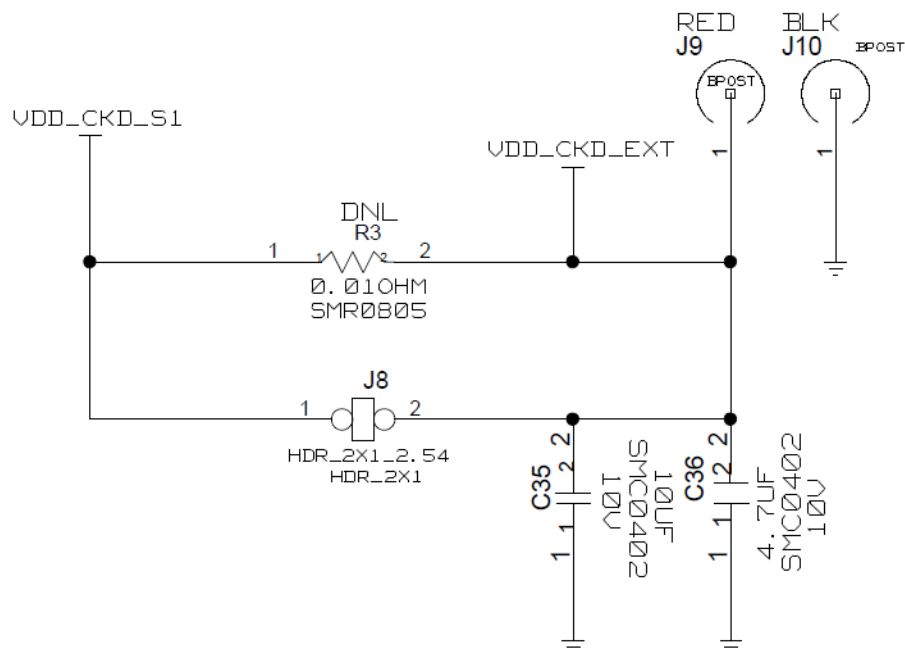 RED
J9
BPOST
BLK
J10
BPOST
1
1
VDD_CKD_S1
VDD_CKD_EXT
DNL
R3
1
1
2
2
0.01OHM
SMR0805
J8
1
2
HDR_2X1_2.54
HDR_2X1
2
2
C35
1
1
10UF
SMC0402
10V
2
2
C36
1
1
4.7UF
SMC0402
10V